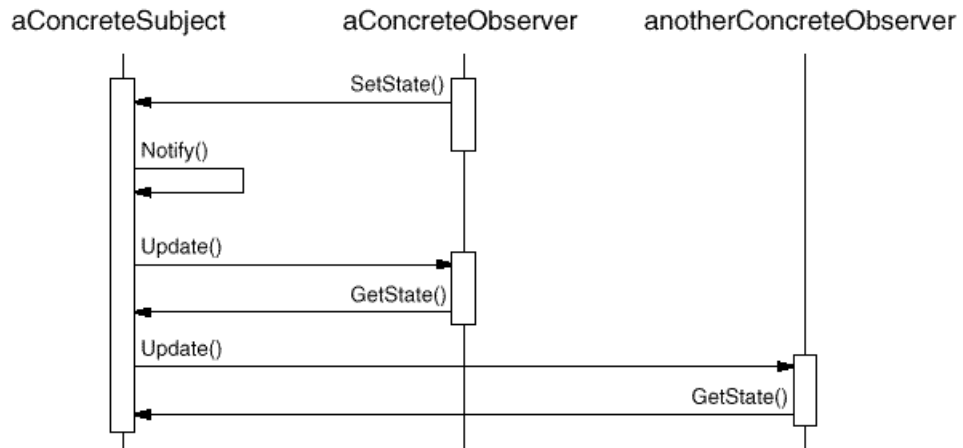 aConcreteSubject aConcreteObserver anotherConcreteObserver
SetState()
Notify()
Update()
GetState()
Update()
GetState()